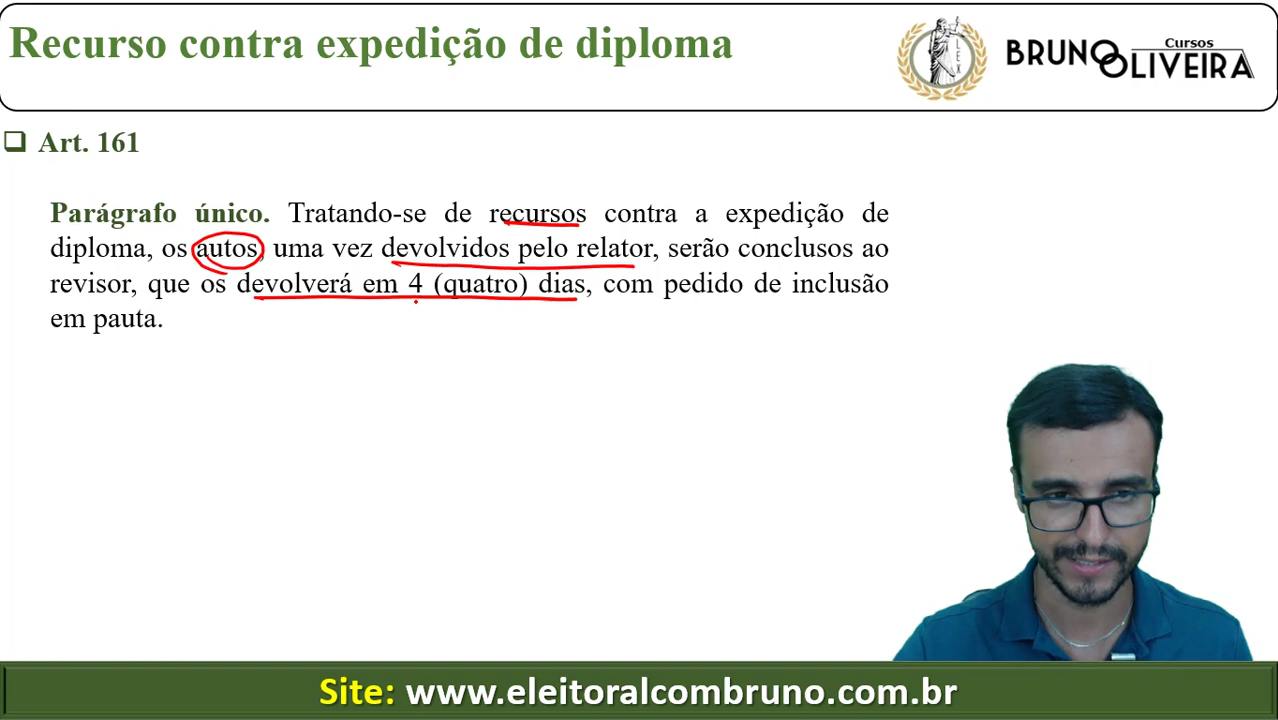 Recurso contra expedição de diploma
LEX
Cursos
BRUNO OLIVEIRA
Art. 161
Parágrafo único. Tratando-se de recursos contra a expedição de
diploma, os autos, uma vez devolvidos pelo relator, serão conclusos ao
revisor, que os devolverá em 4 (quatro) dias, com pedido de inclusão
em pauta.
Site: www.eleitoralcombruno.com.br